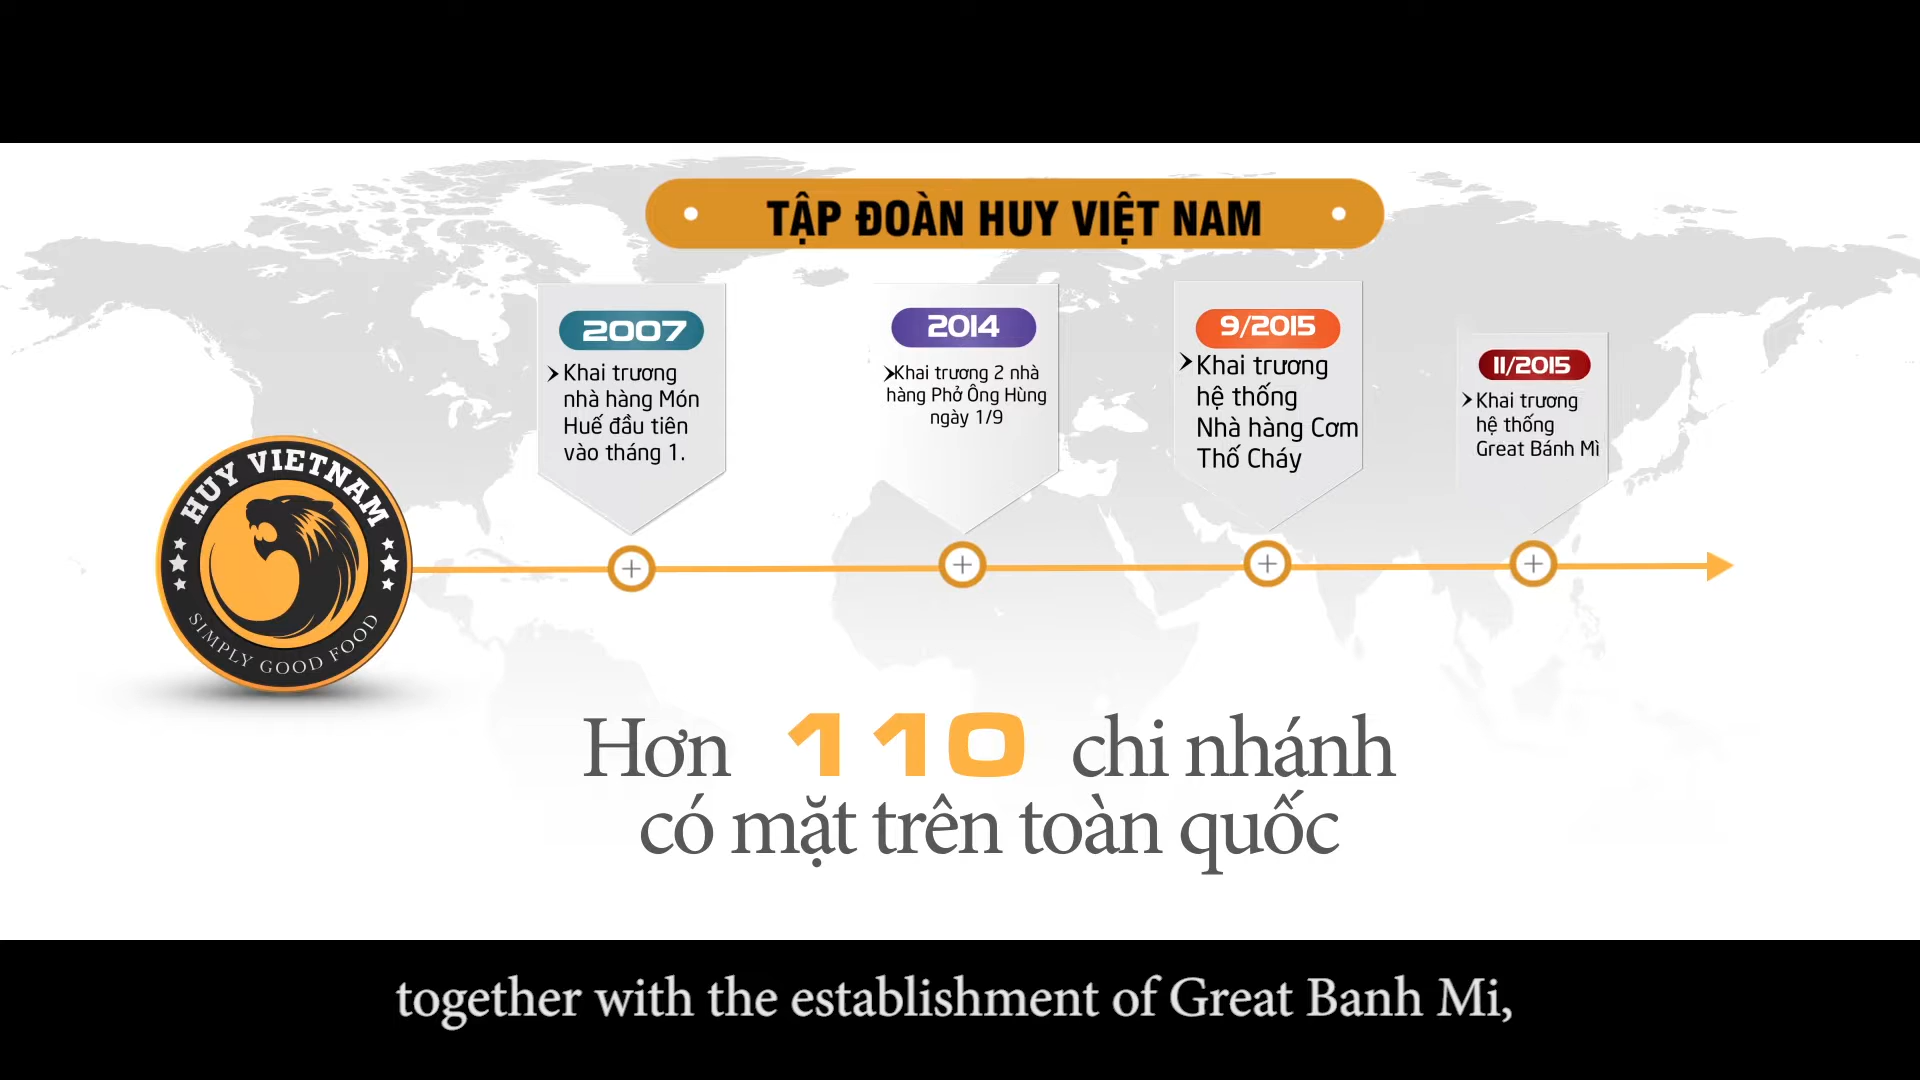 TẬP ĐOÀN HUY VIỆT NAM
2007
Khai trương
nhà hàng Món
Huế đầu tiên
vào tháng 1.
2014
Khai trương 2 nhà
hàng Phở Ông Hùng
ngày 1/9
9/2015
Khai trương
hệ thống
Nhà hàng Cơm
Thố Cháy
11/2015
Khai trương
hệ thống
Great Bánh Mì
HUY VIETNAM
SIMPLY GOOD FOOD
Hơn 110 chi nhánh
có mặt trên toàn quốc
together with the establishment of Great Banh Mi,